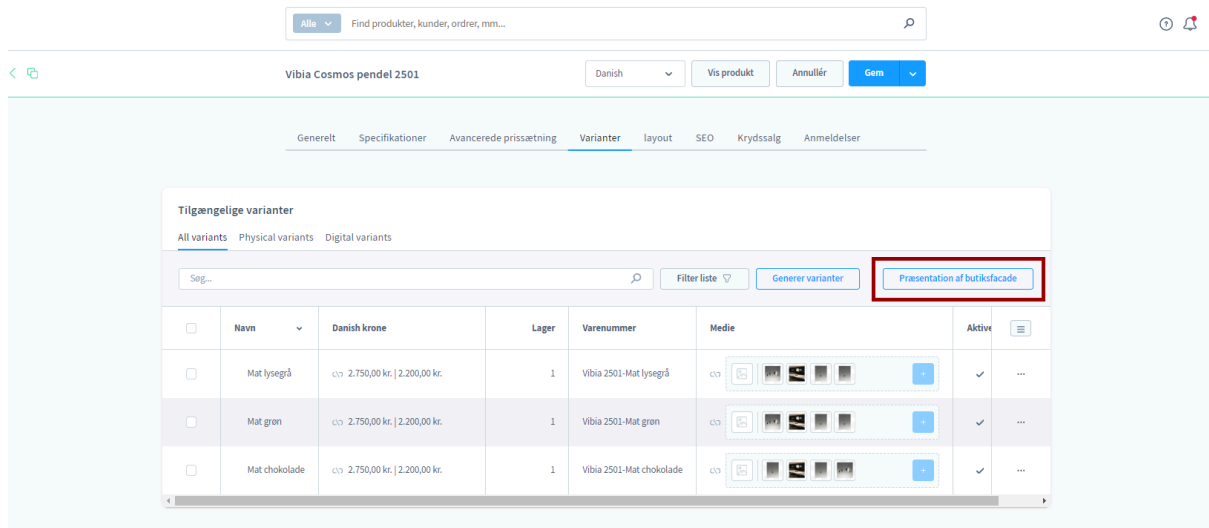 Alle Find produkter, kunder, ordrer, mm...
Vibia Cosmos pendel 2501 Danish Vis produkt Annullér Gem
Generelt Specifikationer Avancerede prissætning Varianter layout SEO Krydssalg Anmeldelser
Tilgængelige varianter
All variants Physical variants Digital variants
Søg... Filter liste Generer varianter Præsentation af butiksfacade
Navn Danish krone Lager Varenummer Medie Aktive
Mat lysegrå 2.750,00 kr. | 2.200,00 kr. 1 Vibia 2501-Mat lysegrå
Mat grøn 2.750,00 kr. | 2.200,00 kr. 1 Vibia 2501-Mat grøn
Mat chokolade 2.750,00 kr. | 2.200,00 kr. 1 Vibia 2501-Mat chokolade